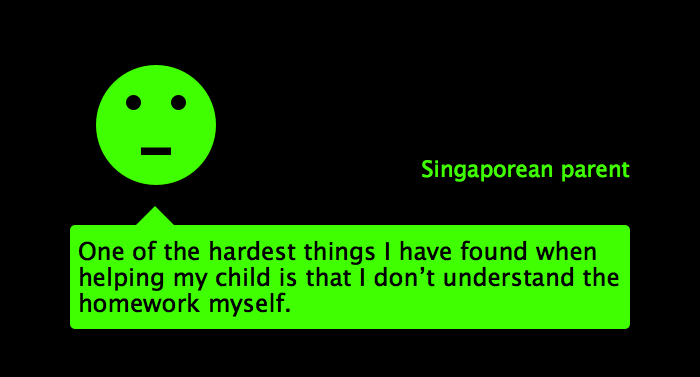 Singaporean parent
One of the hardest things I have found when
helping my child is that I don’t understand the
homework myself.